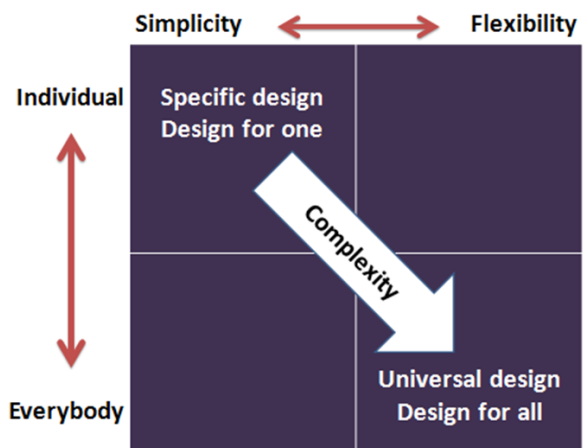 Simplicity Flexibility
Individual
Specific design
Design for one
Complexity
Universal design
Design for all
Everybody